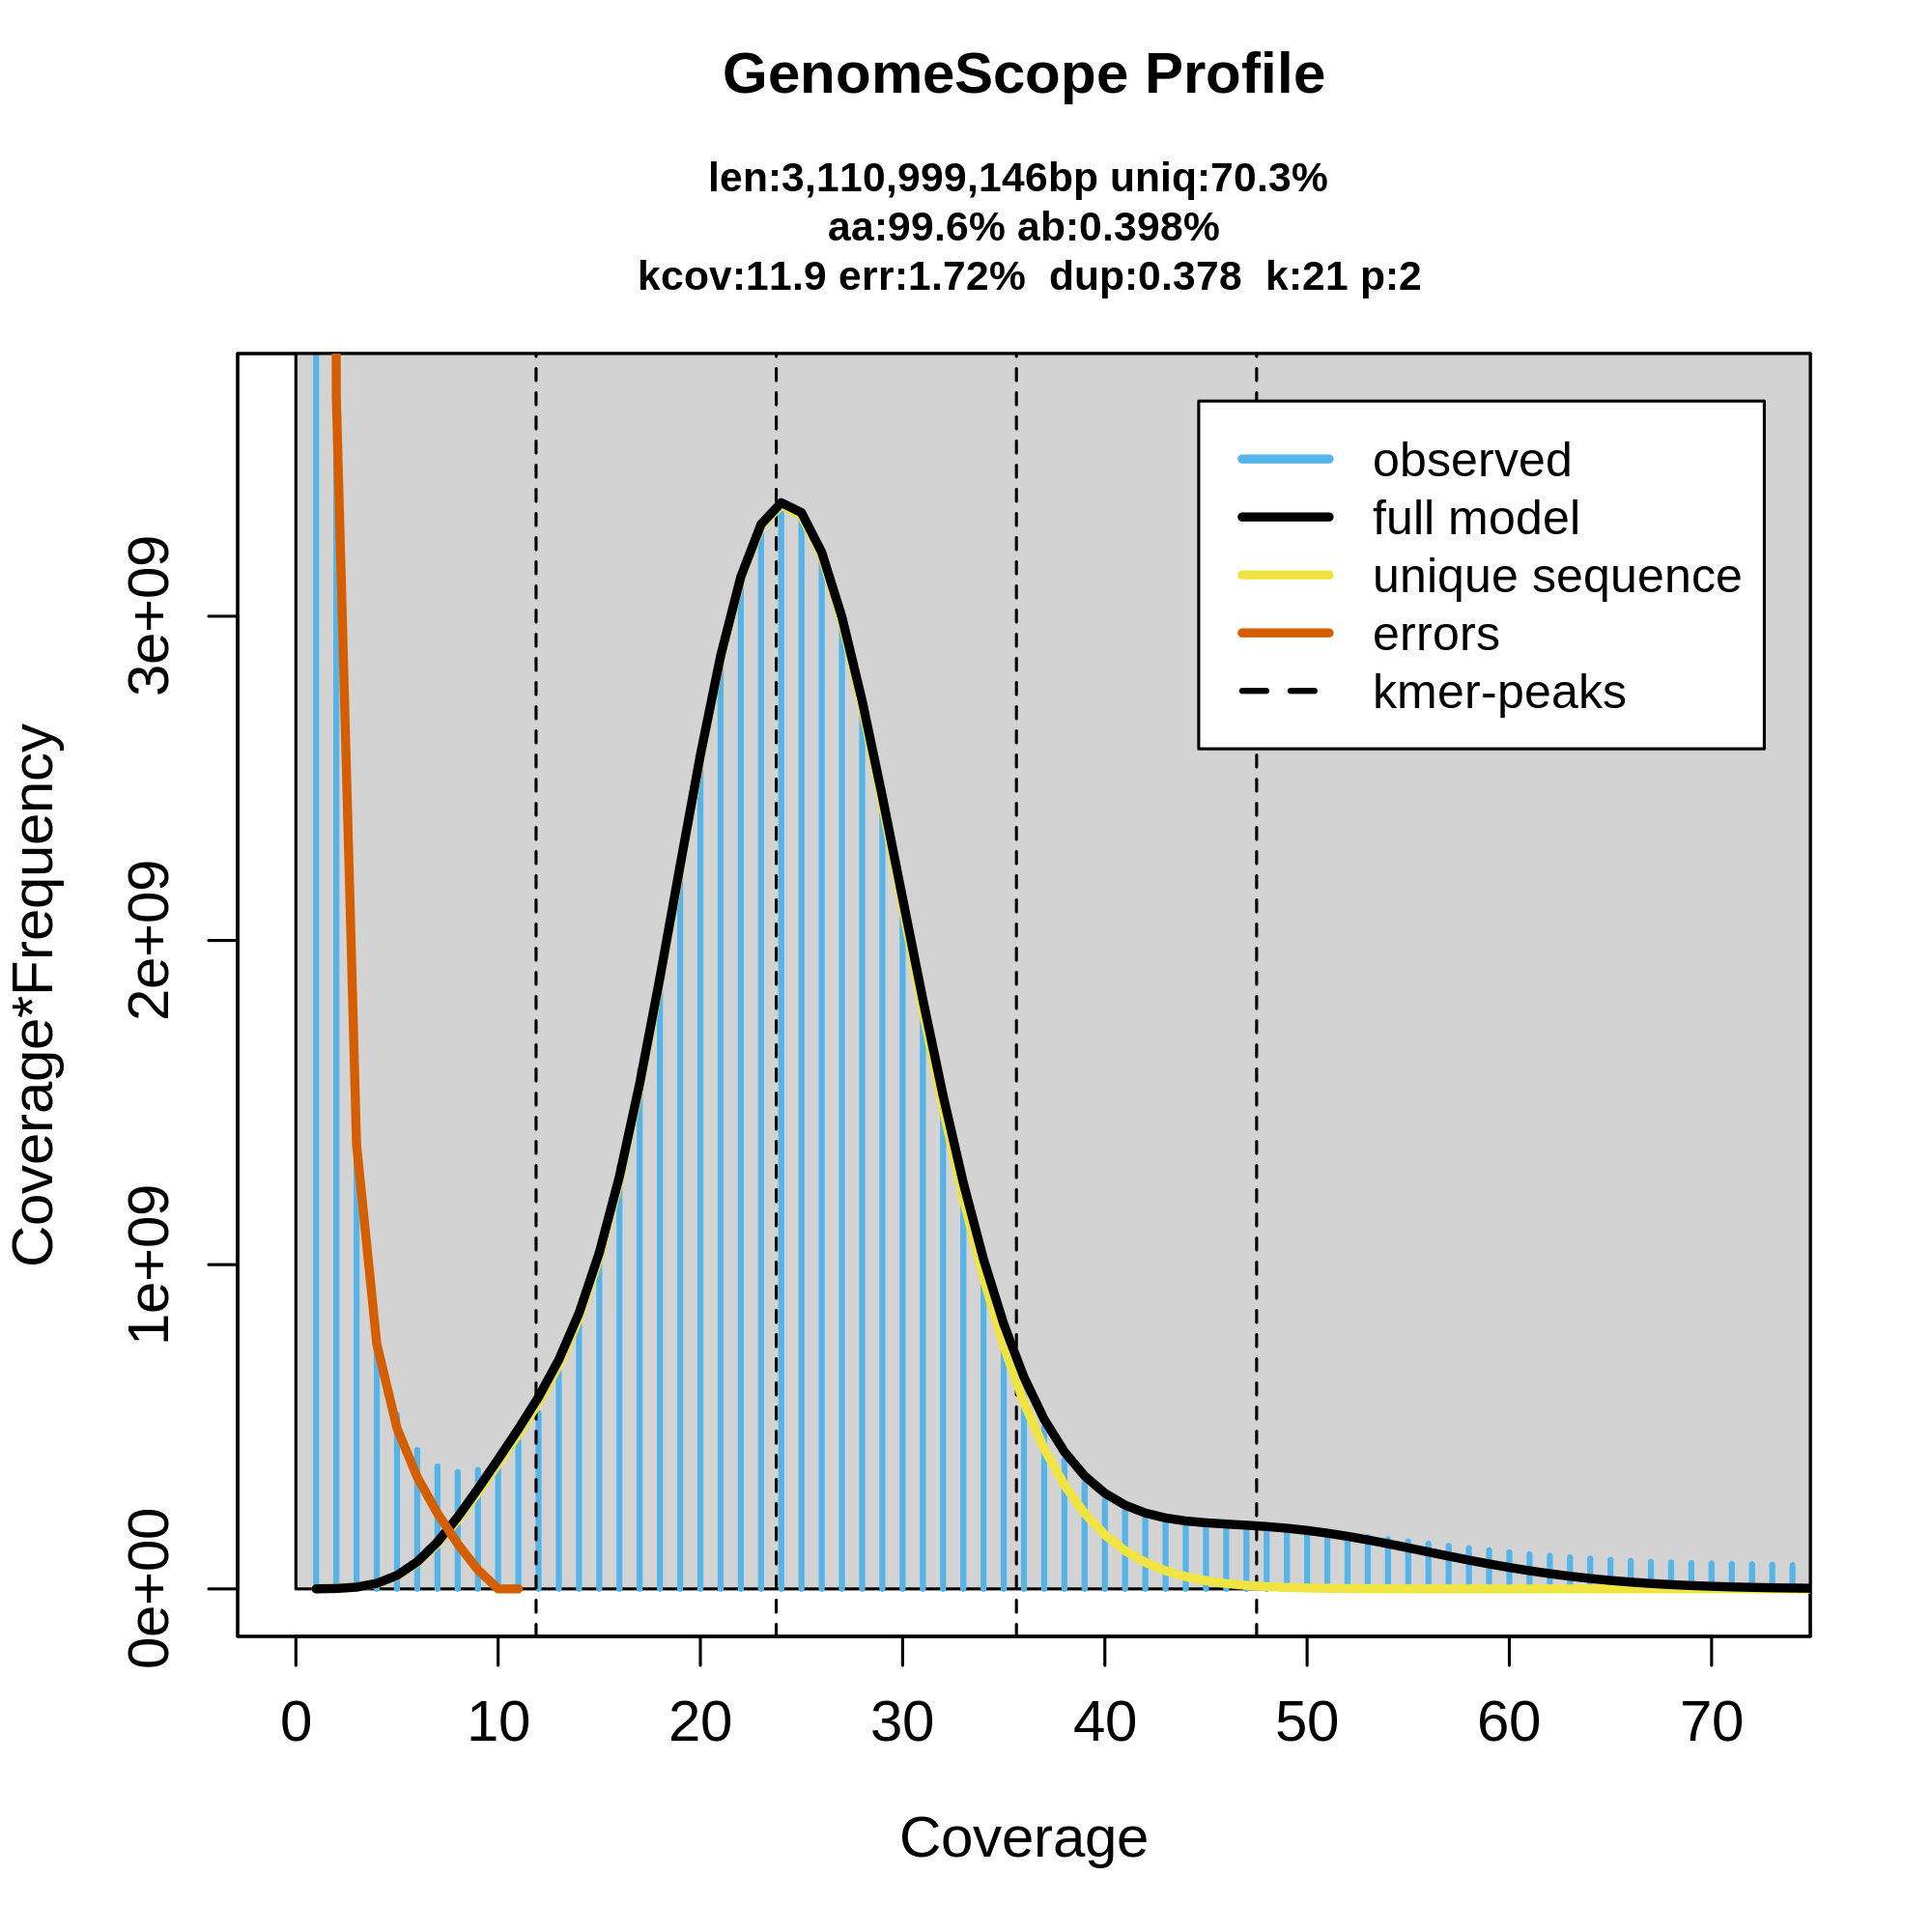 GenomeScope Profile
len:3,110,999,146bp uniq:70.3%
aa:99.6% ab:0.398%
kcov:11.9 err:1.72%  dup:0.378  k:21 p:2
observed
full model
unique sequence
errors
kmer-peaks
Coverage*Frequency
3e+09
2e+09
1e+09
0e+00
0 10 20 30 40 50 60 70
Coverage